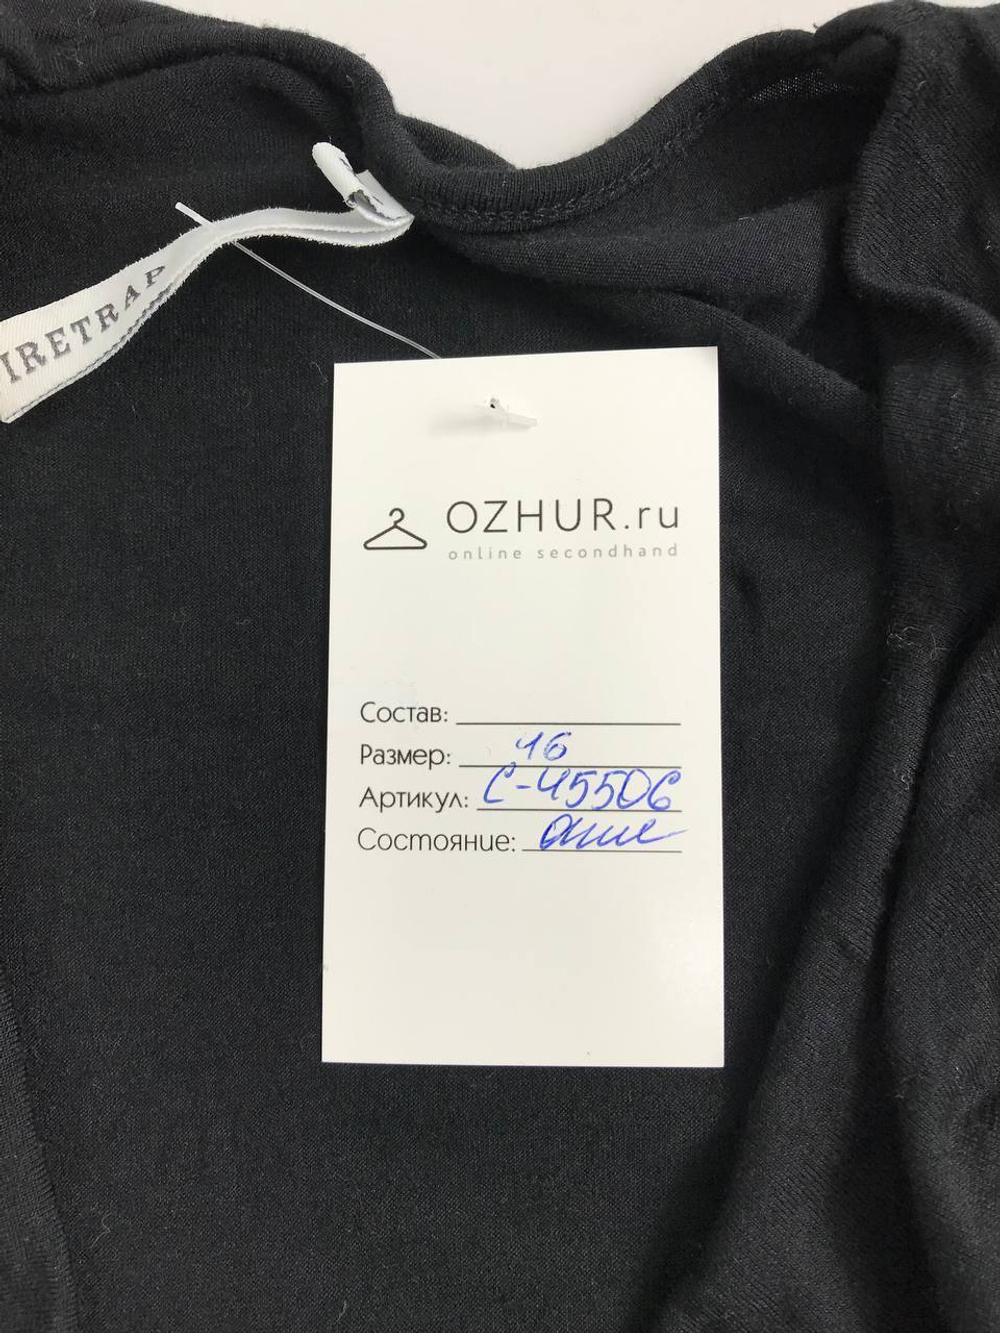 IRETRAP
OZHUR.ru
online secondhand
Состав:
Размер: 46
Артикул: С-45506
Состояние: